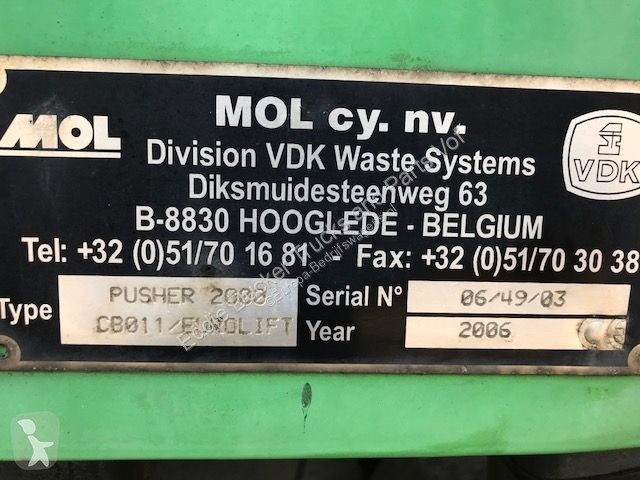 MOL
MOL cy. nv.
VDK
Division VDK Waste Systems
Diksmuidesteenweg 63
B-8830 HOOGLEDE - BELGIUM
Tel: +32 (0)51/70 16 81 Fax: +32 (0)51/70 30 38
Type PUSHER 2000 Serial N° 06/49/03
CB011/EUROLIFT Year 2006